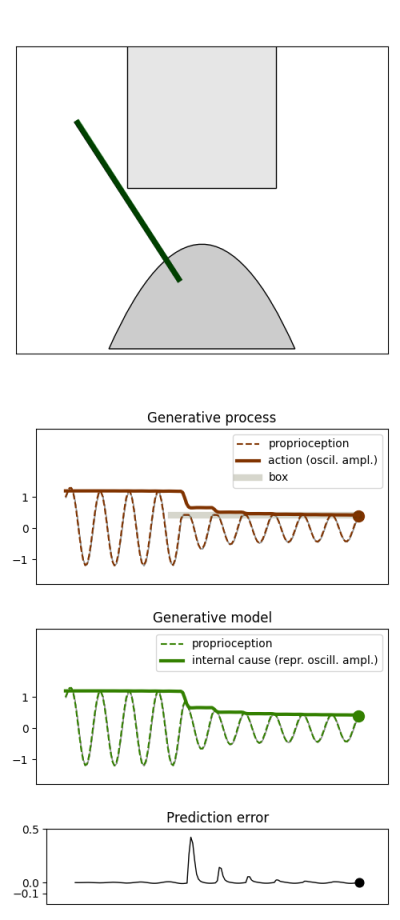 Generative process
proprioception
action (oscil. ampl.)
box
1
0
−1
Generative model
proprioception
internal cause (repr. oscill. ampl.)
1
0
−1
Prediction error
0.5
0.0
−0.1